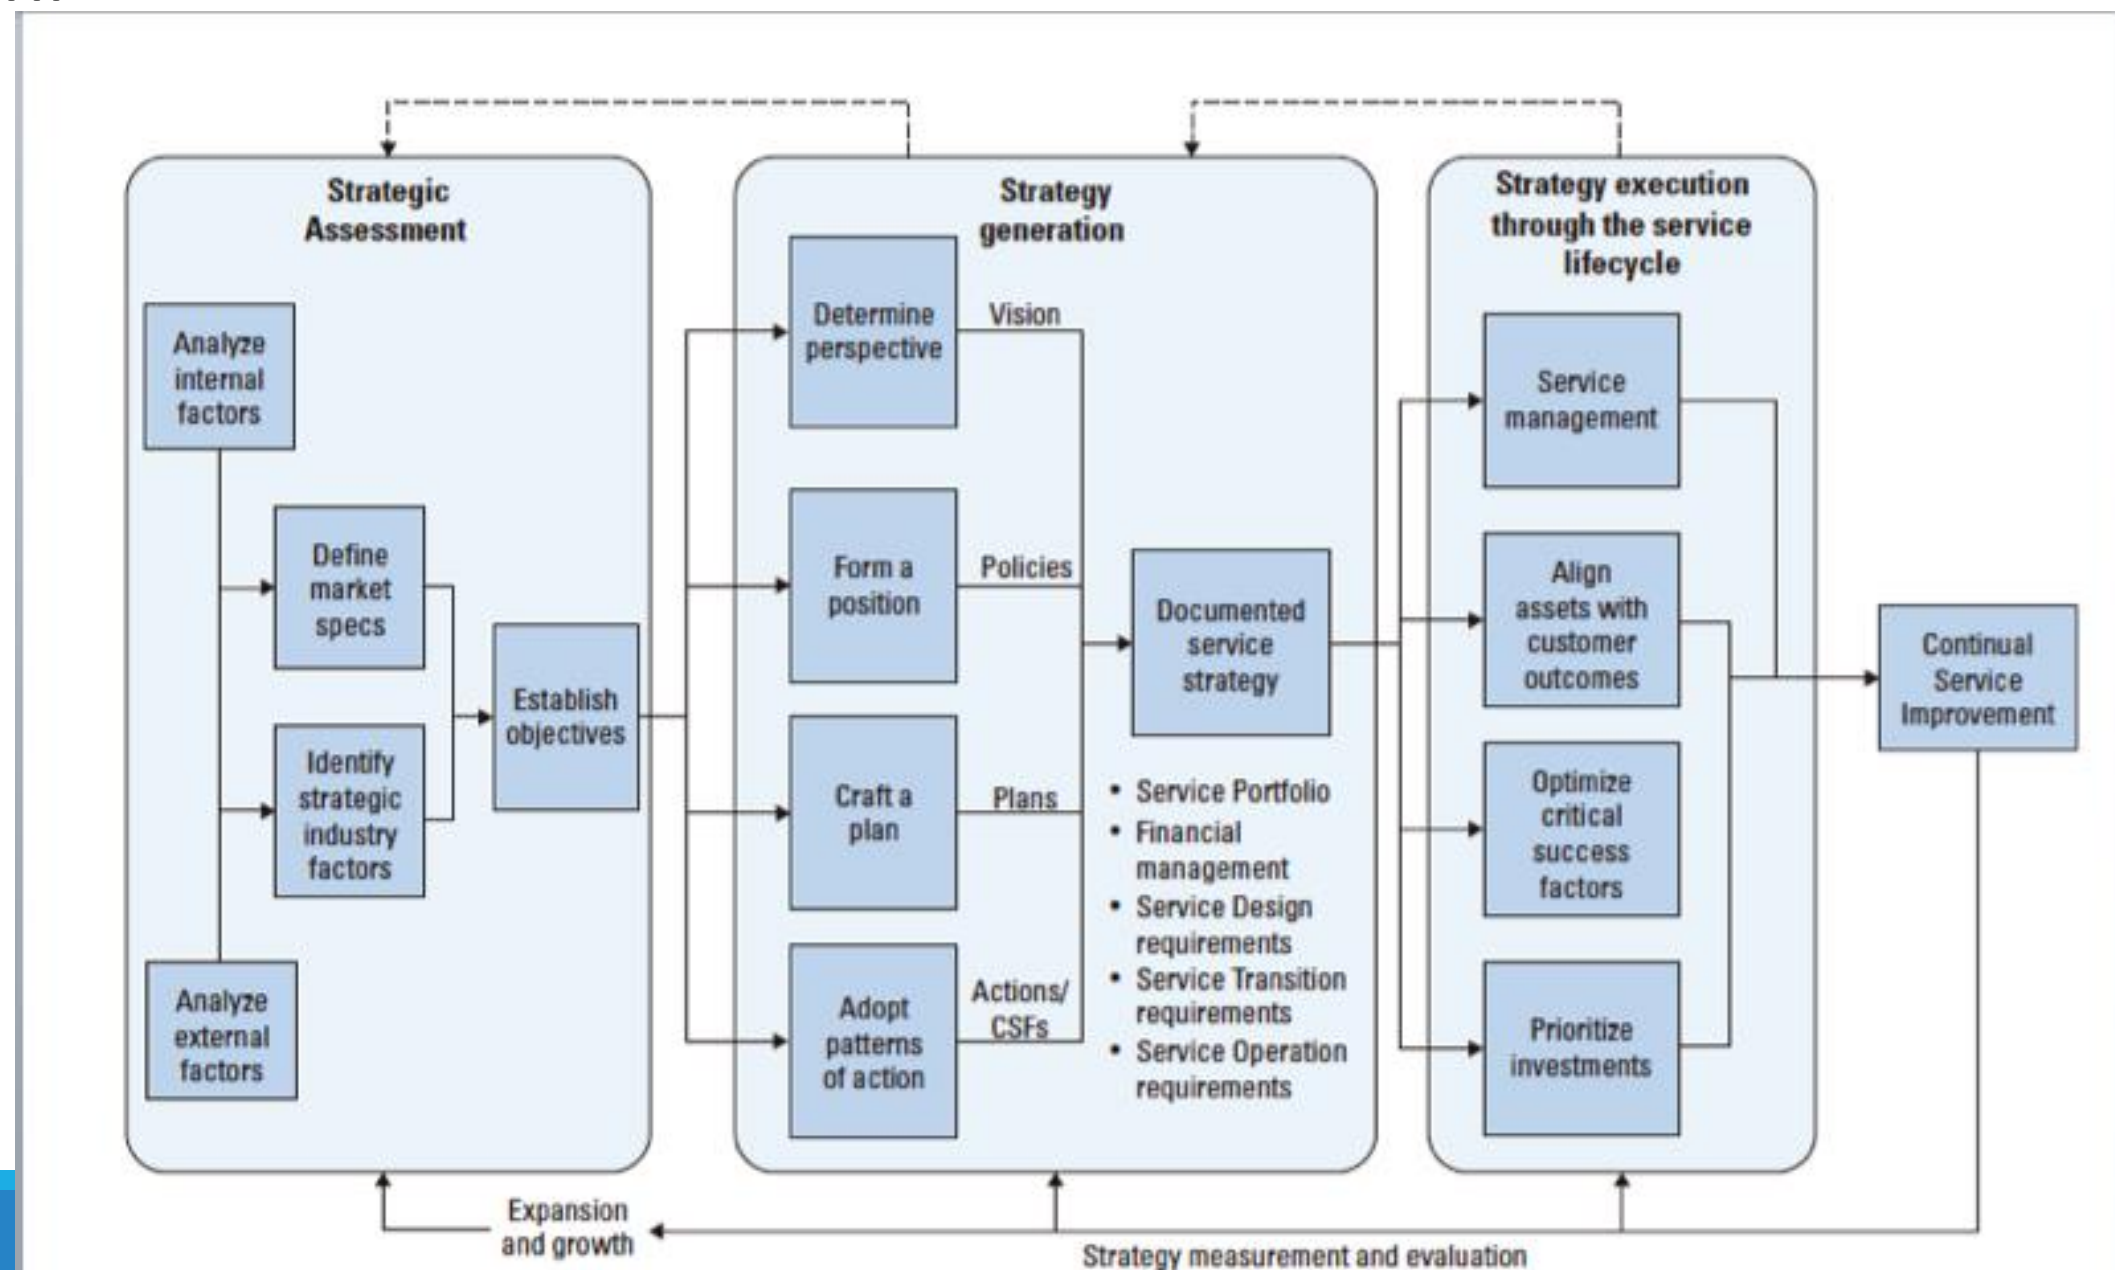 Strategic
Assessment
Analyze
internal
factors
Define
market
specs
Identify
strategic
industry
factors
Analyze
external
factors
Establish
objectives
Strategy
generation
Determine
perspective
Vision
Form a
position
Policies
Craft a
plan
Plans
Adopt
patterns
of action
Actions/
CSFs
Documented
service
strategy
• Service Portfolio
• Financial
management
• Service Design
requirements
• Service Transition
requirements
• Service Operation
requirements
Strategy execution
through the service
lifecycle
Service
management
Align
assets with
customer
outcomes
Optimize
critical
success
factors
Prioritize
investments
Continual
Service
Improvement
Expansion
and growth
Strategy measurement and evaluation